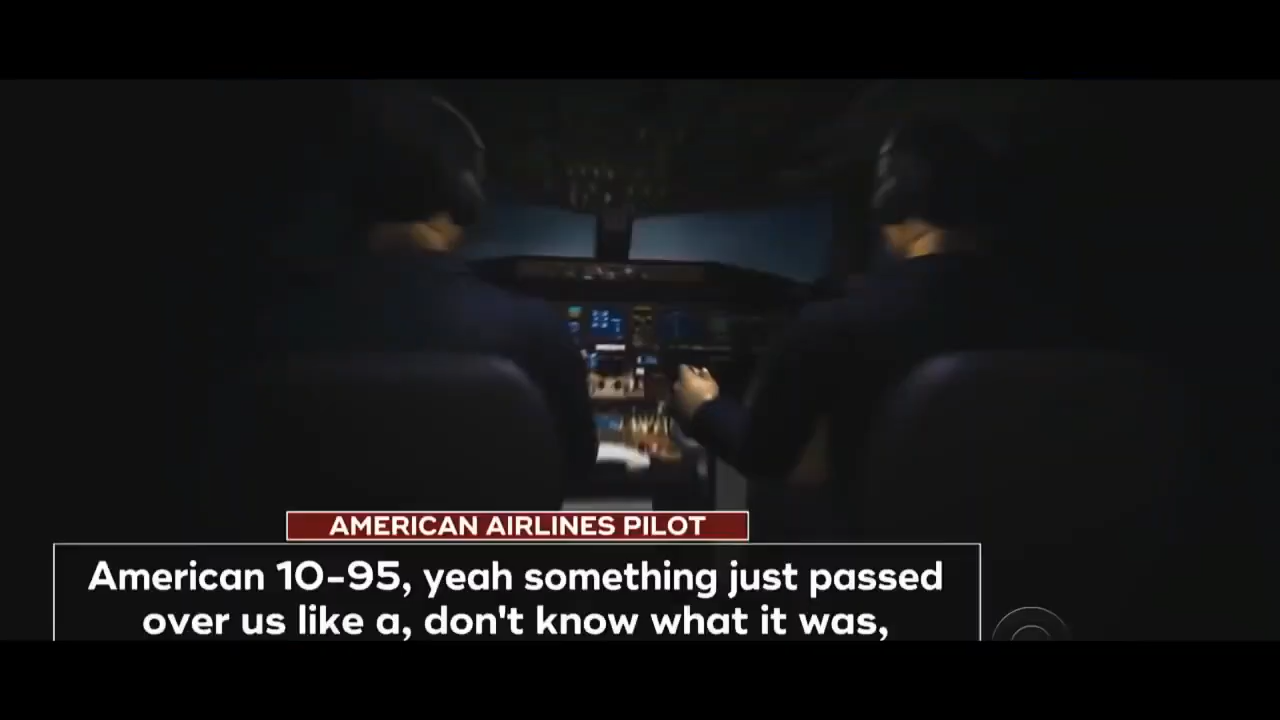 AMERICAN AIRLINES PILOT
American 10-95, yeah something just passed
over us like a, don't know what it was,